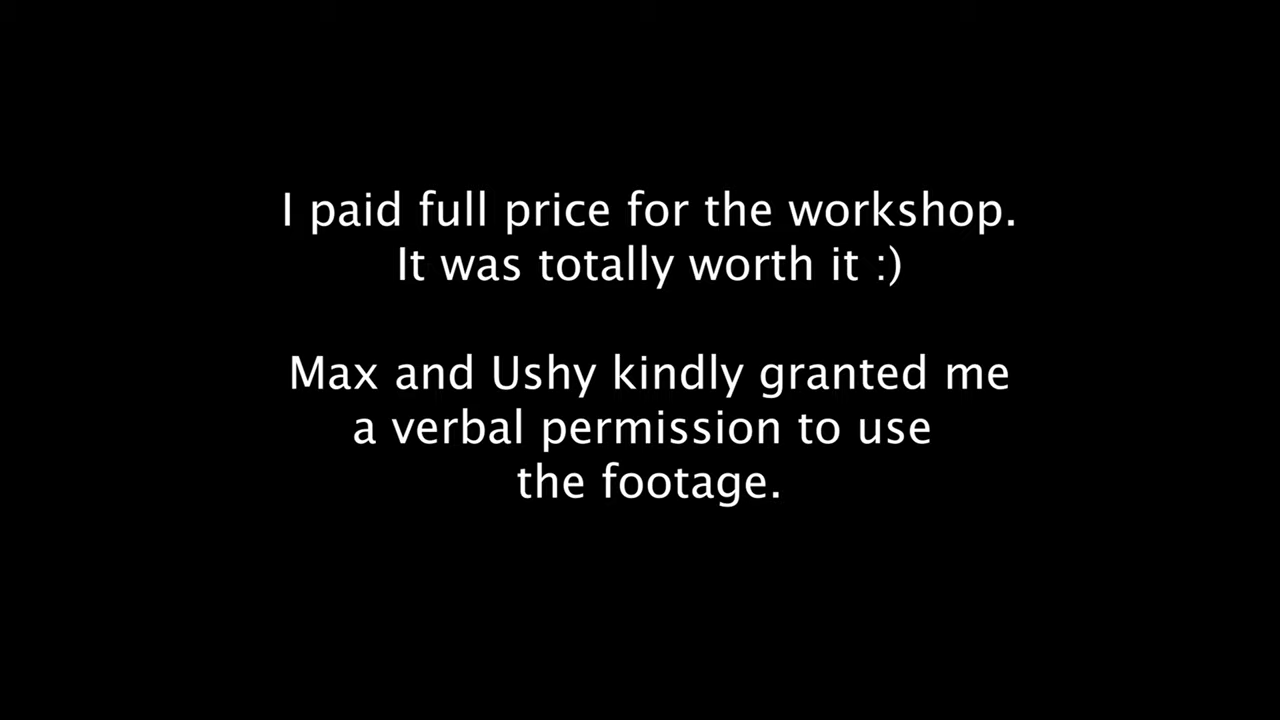 I paid full price for the workshop.
It was totally worth it :)
Max and Ushy kindly granted me
a verbal permission to use
the footage.